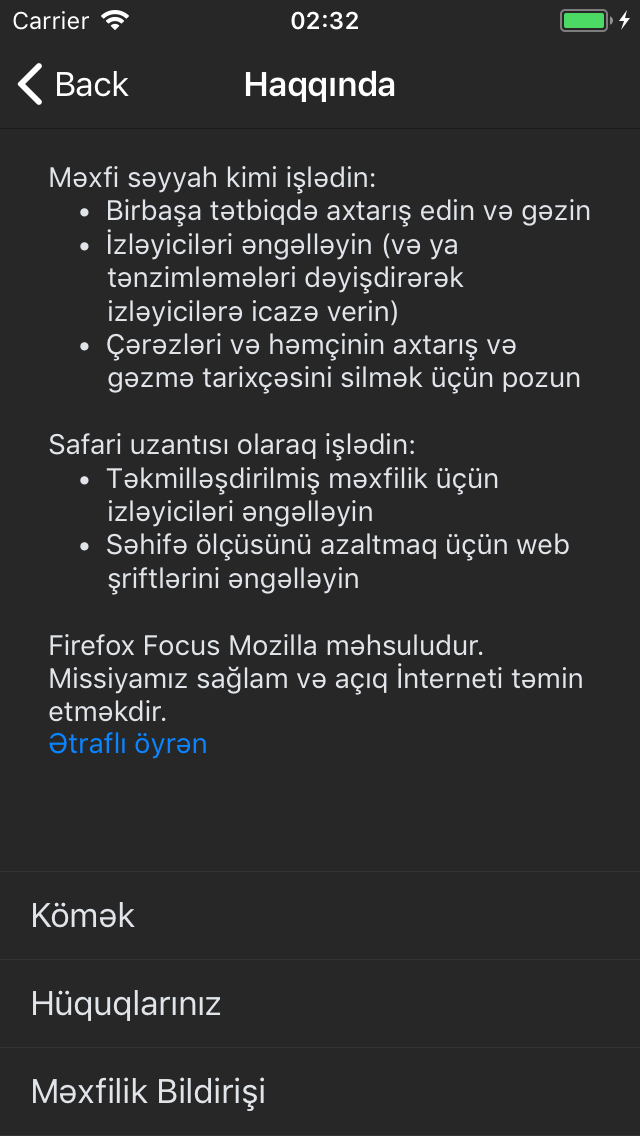 Carrier 02:32
Back Haqqında
Məxfi səyyah kimi işlədin:
• Birbaşa tətbiqdə axtarış edin və gəzin
• İzləyiciləri əngəlləyin (və ya
tənzimləmələri dəyişdirərək
izləyicilərə icazə verin)
• Çərəzləri və həmçinin axtarış və
gəzmə tarixçəsini silmək üçün pozun
Safari uzantısı olaraq işlədin:
• Təkmilləşdirilmiş məxfilik üçün
izləyiciləri əngəlləyin
• Səhifə ölçüsünü azaltmaq üçün web
şriftlərini əngəlləyin
Firefox Focus Mozilla məhsuludur.
Missiyamız sağlam və açıq İnterneti təmin
etməkdir.
Ətraflı öyrən
Kömək
Hüquqlarınız
Məxfilik Bildirişi